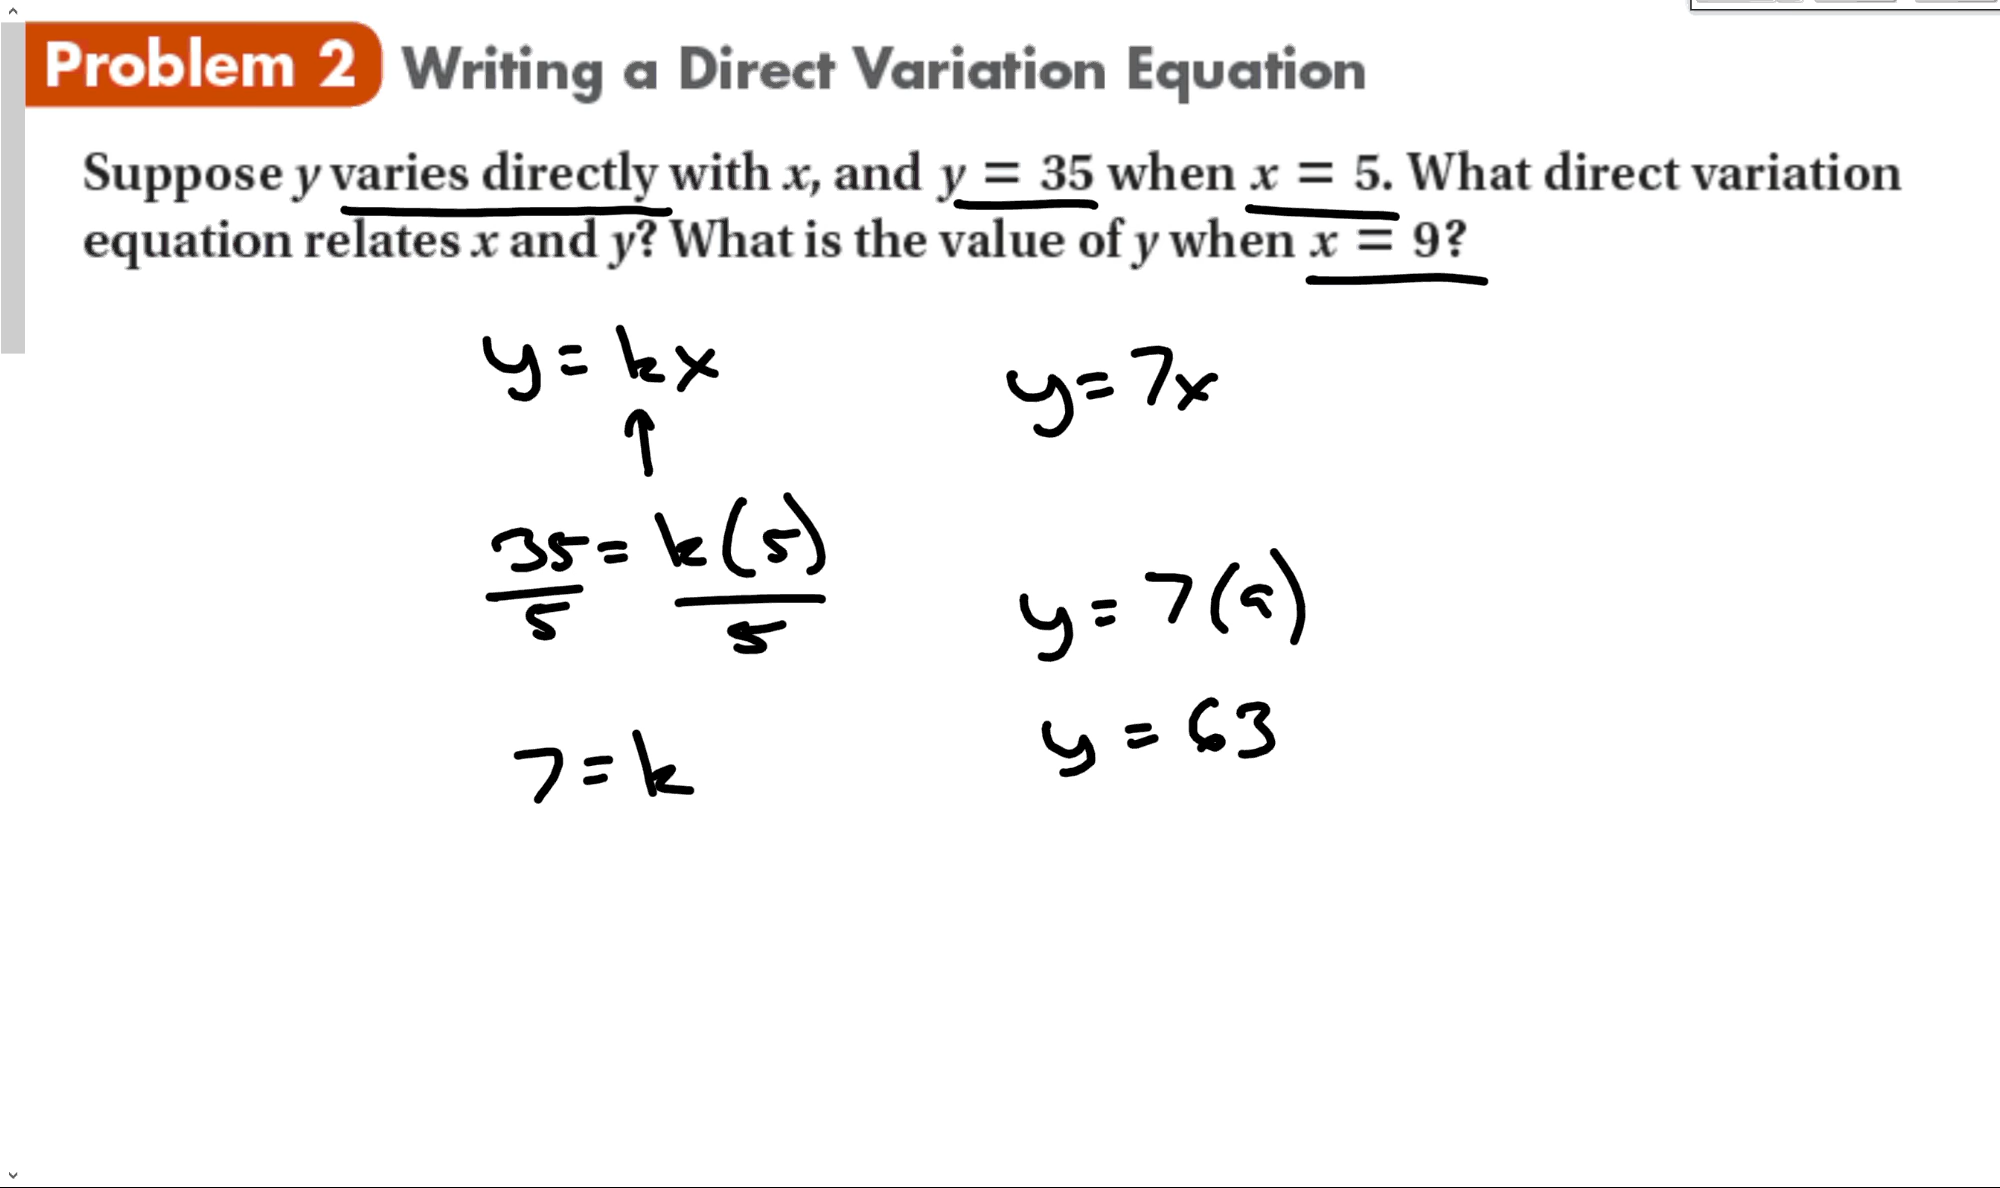 Problem 2 Writing a Direct Variation Equation
Suppose y varies directly with x, and y = 35 when x = 5. What direct variation
equation relates x and y? What is the value of y when x = 9?
y = kx
↑
35 = k(5)
5 5
7 = k
y = 7x
y = 7(9)
y = 63